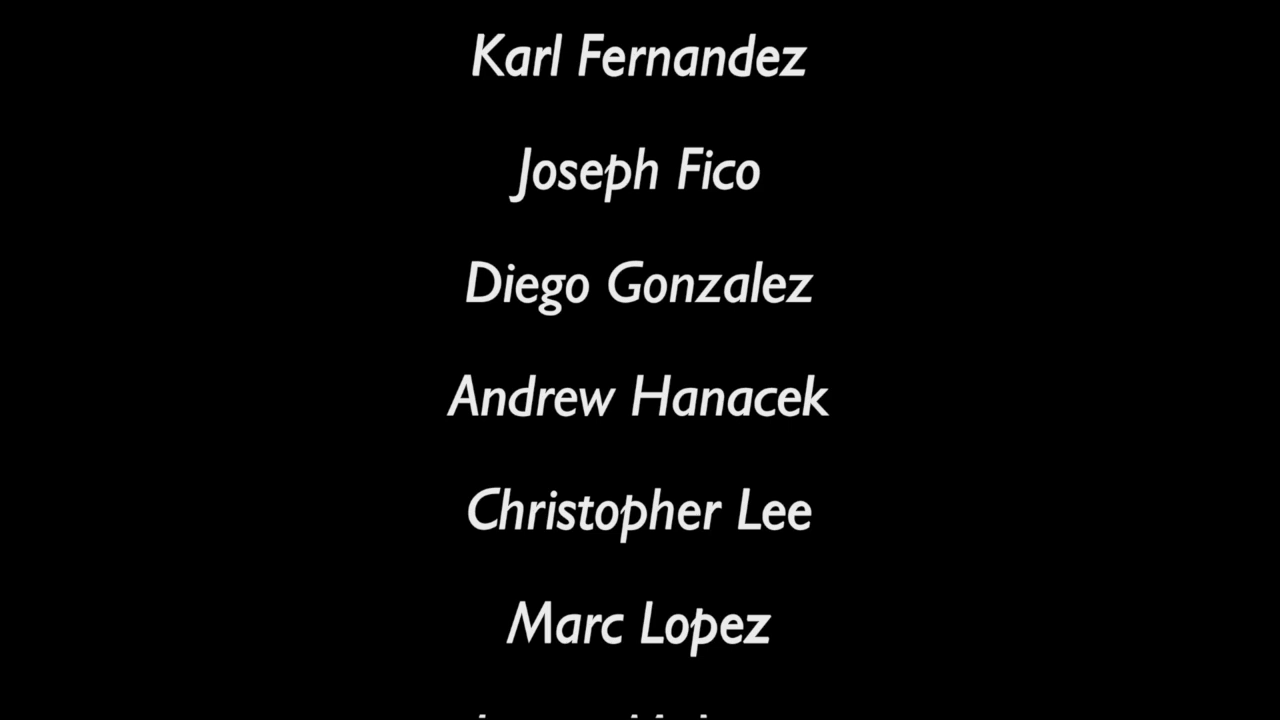 Karl Fernandez
Joseph Fico
Diego Gonzalez
Andrew Hanacek
Christopher Lee
Marc Lopez